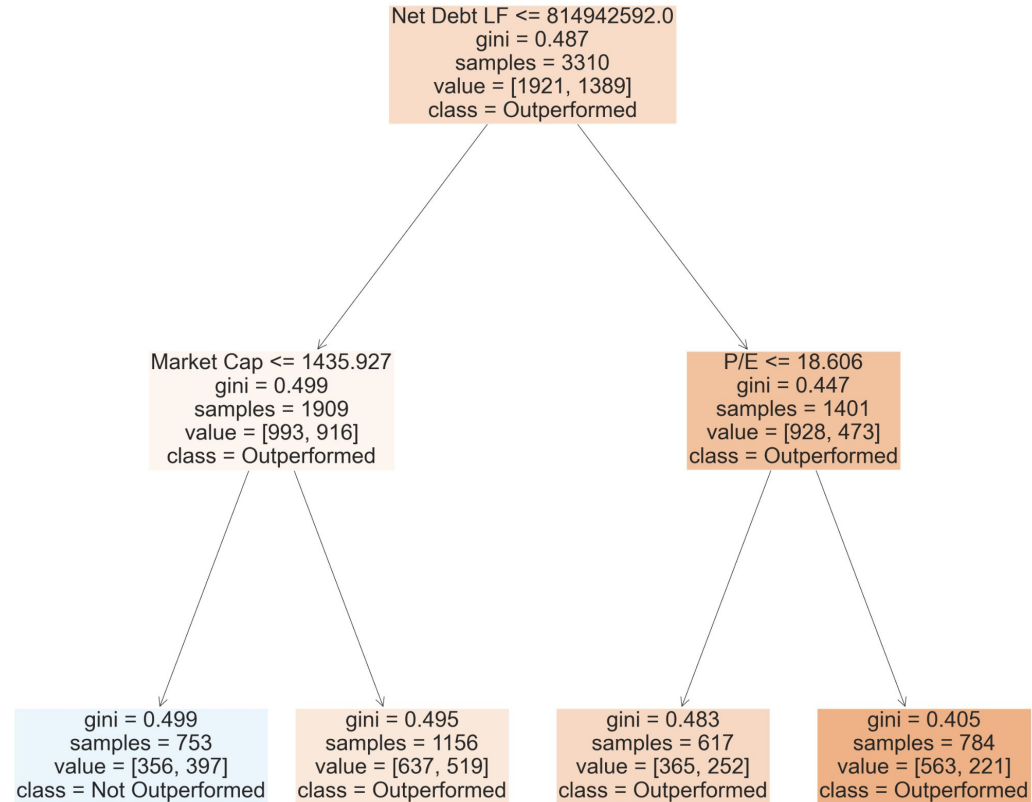 Net Debt LF <= 814942592.0
gini = 0.487
samples = 3310
value = [1921, 1389]
class = Outperformed
Market Cap <= 1435.927
gini = 0.499
samples = 1909
value = [993, 916]
class = Outperformed
P/E <= 18.606
gini = 0.447
samples = 1401
value = [928, 473]
class = Outperformed
gini = 0.499
samples = 753
value = [356, 397]
class = Not Outperformed
gini = 0.495
samples = 1156
value = [637, 519]
class = Outperformed
gini = 0.483
samples = 617
value = [365, 252]
class = Outperformed
gini = 0.405
samples = 784
value = [563, 221]
class = Outperformed